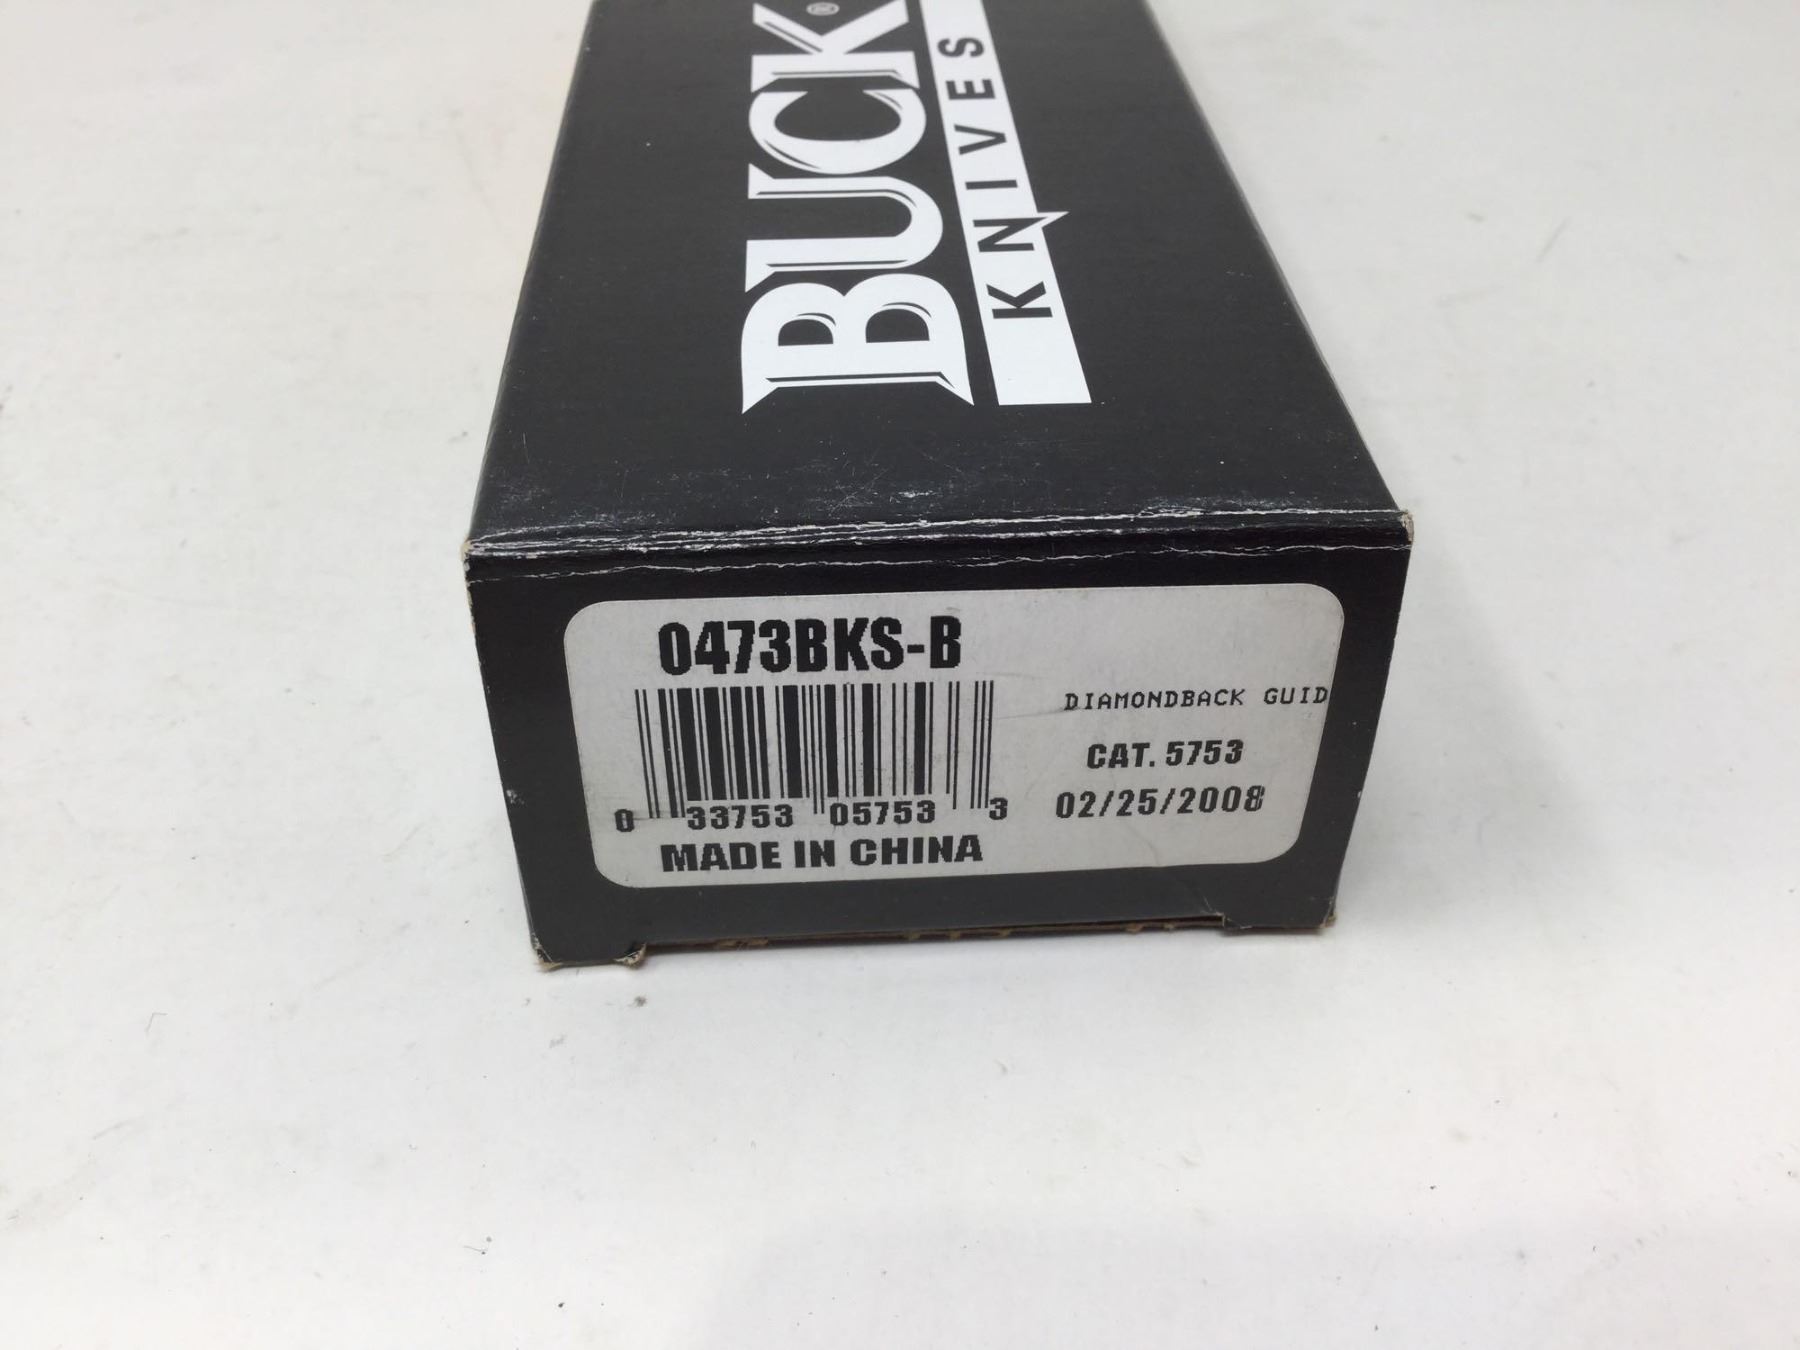 BUCK®
KNIVES
0473BKS-B
DIAMONDBACK GUID
CAT. 5753
02/25/2008
0 33753 05753 3
MADE IN CHINA